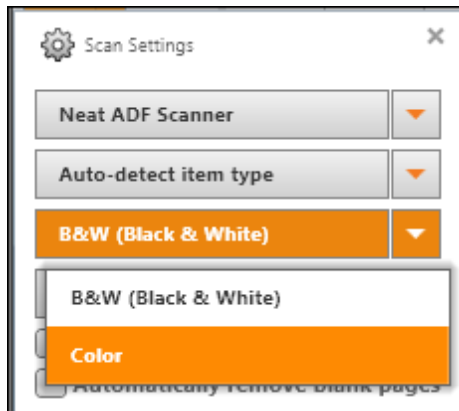 Scan Settings
Neat ADF Scanner
Auto-detect item type
B&W (Black & White)
B&W (Black & White)
Color
Automatically remove blank pages